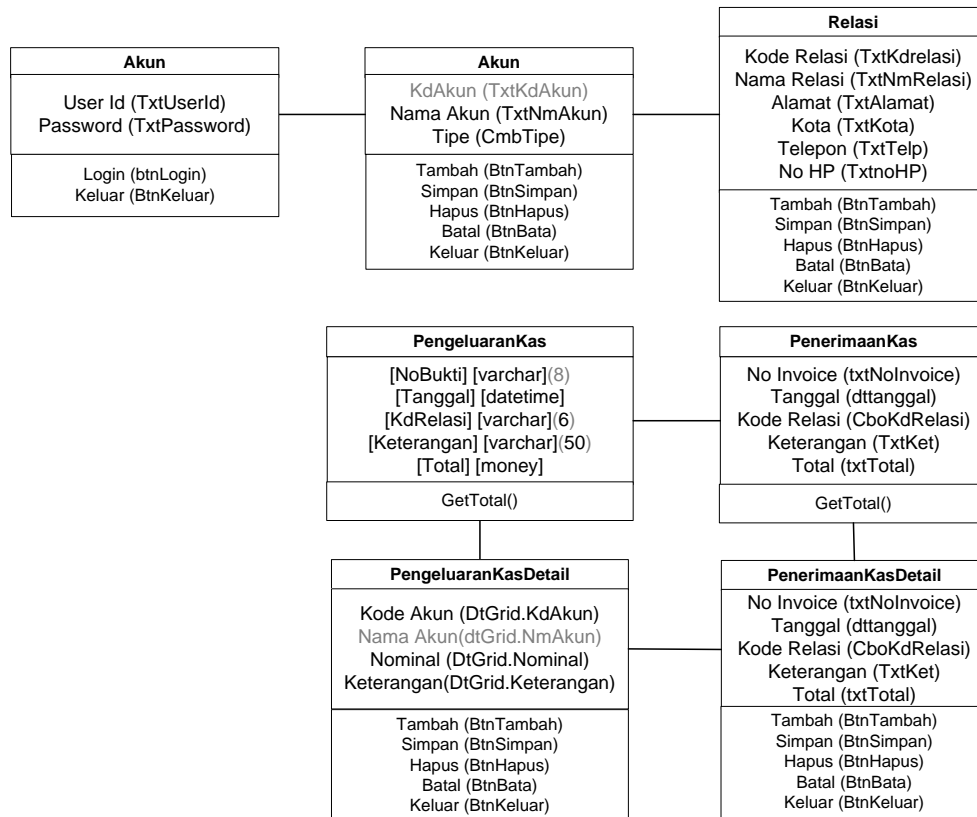 Akun
User Id (TxtUserId)
Password (TxtPassword)
Login (btnLogin)
Keluar (BtnKeluar)
Akun
KdAkun (TxtKdAkun)
Nama Akun (TxtNmAkun)
Tipe (CmbTipe)
Tambah (BtnTambah)
Simpan (BtnSimpan)
Hapus (BtnHapus)
Batal (BtnBata)
Keluar (BtnKeluar)
Relasi
Kode Relasi (TxtKdrelasi)
Nama Relasi (TxtNmRelasi)
Alamat (TxtAlamat)
Kota (TxtKota)
Telepon (TxtTelp)
No HP (TxtnoHP)
Tambah (BtnTambah)
Simpan (BtnSimpan)
Hapus (BtnHapus)
Batal (BtnBata)
Keluar (BtnKeluar)
PengeluaranKas
[NoBukti] [varchar](8)
[Tanggal] [datetime]
[KdRelasi] [varchar](6)
[Keterangan] [varchar](50)
[Total] [money]
GetTotal()
PenerimaanKas
No Invoice (txtNoInvoice)
Tanggal (dttanggal)
Kode Relasi (CboKdRelasi)
Keterangan (TxtKet)
Total (txtTotal)
GetTotal()
PengeluaranKasDetail
Kode Akun (DtGrid.KdAkun)
Nama Akun(dtGrid.NmAkun)
Nominal (DtGrid.Nominal)
Keterangan(DtGrid.Keterangan)
Tambah (BtnTambah)
Simpan (BtnSimpan)
Hapus (BtnHapus)
Batal (BtnBata)
Keluar (BtnKeluar)
PenerimaanKasDetail
No Invoice (txtNoInvoice)
Tanggal (dttanggal)
Kode Relasi (CboKdRelasi)
Keterangan (TxtKet)
Total (txtTotal)
Tambah (BtnTambah)
Simpan (BtnSimpan)
Hapus (BtnHapus)
Batal (BtnBata)
Keluar (BtnKeluar)